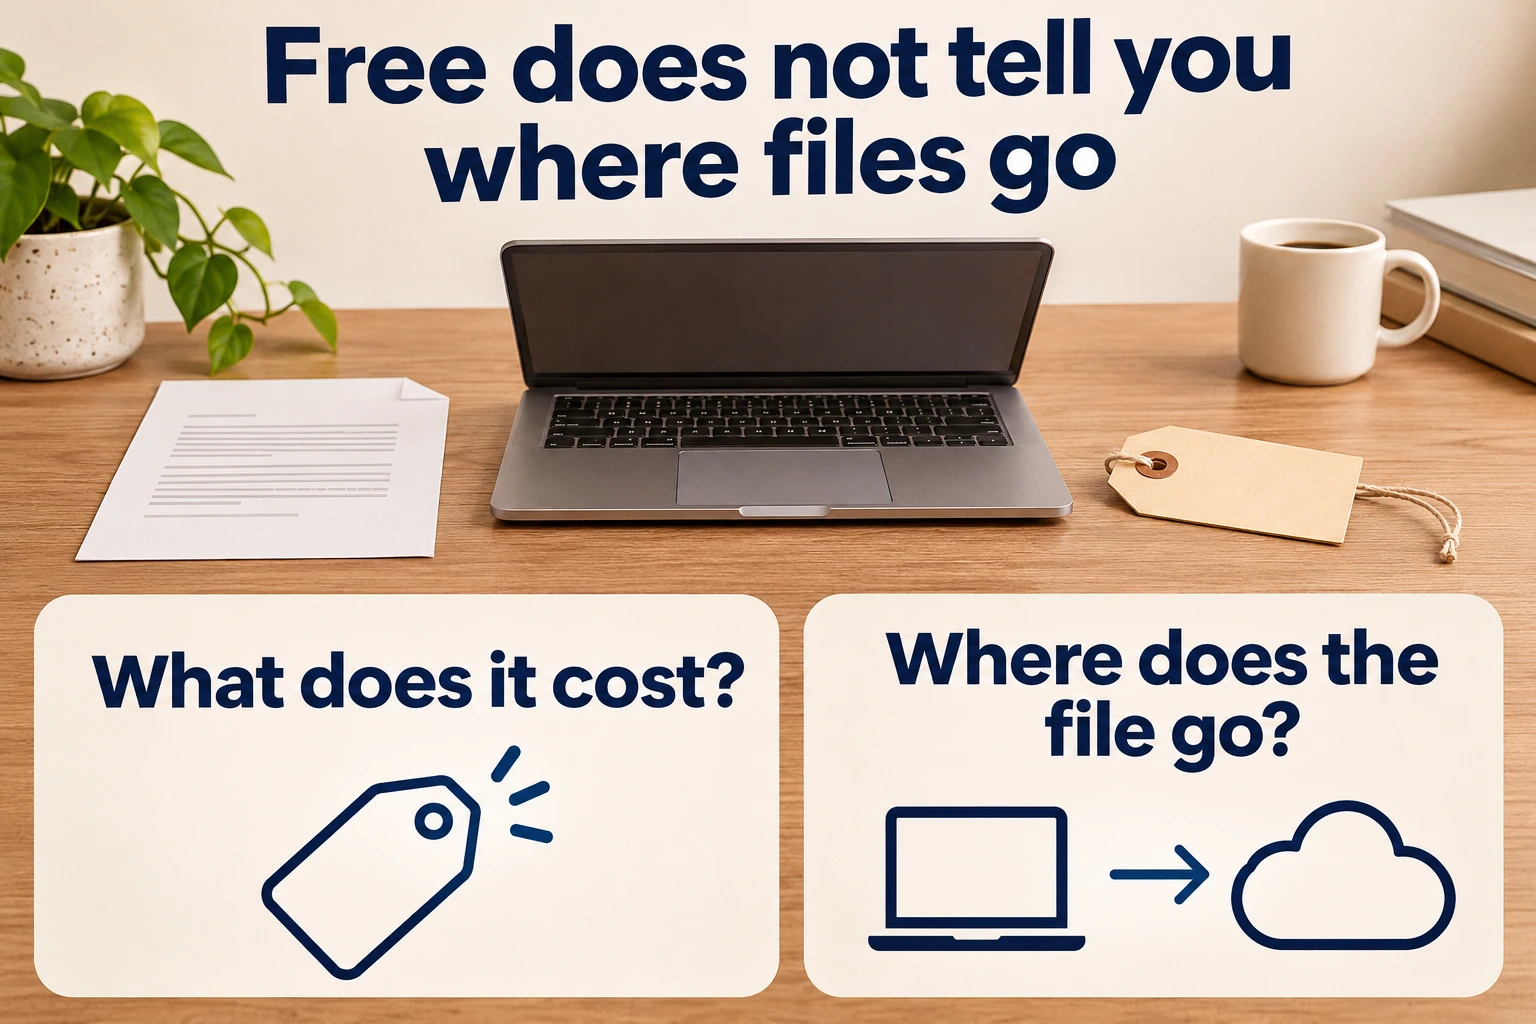 Free does not tell you
where files go
What does it cost?
Where does the
file go?